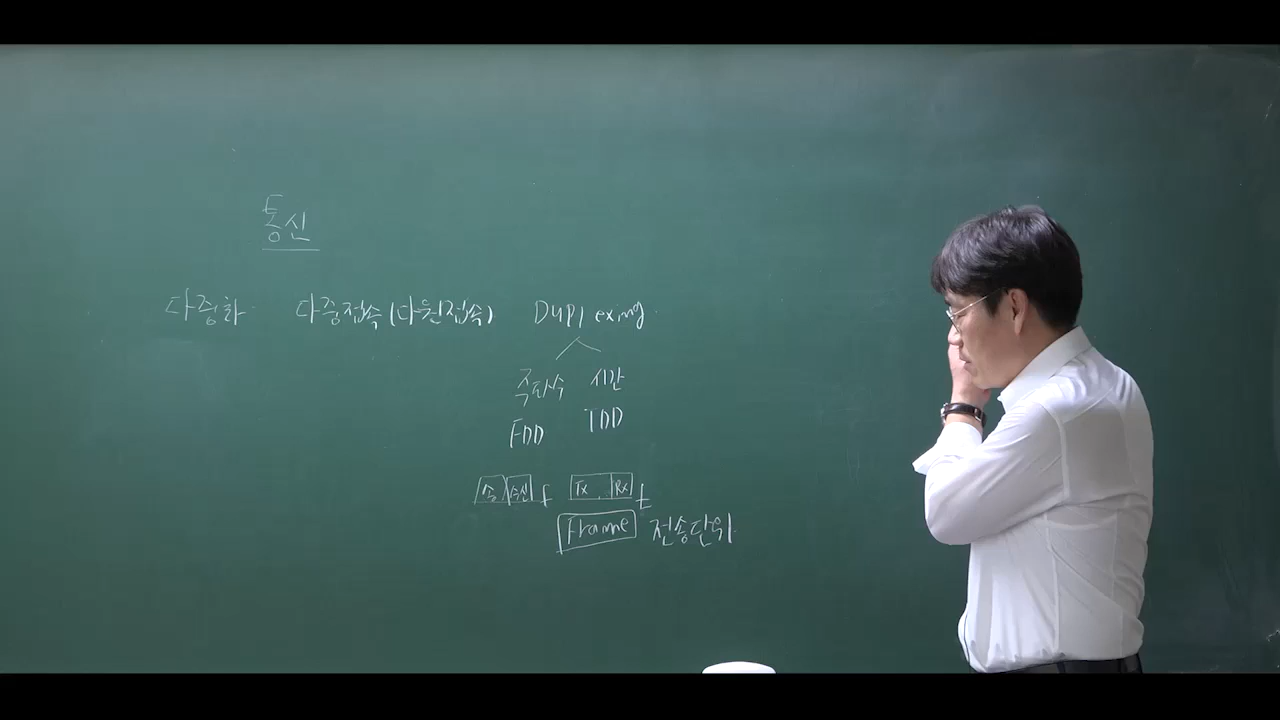 통신
다중화 다중접속(다원접속) Duplexing
주파수 시간
FDD TDD
송 수신 f Tx Rx t
Frame 전송단위